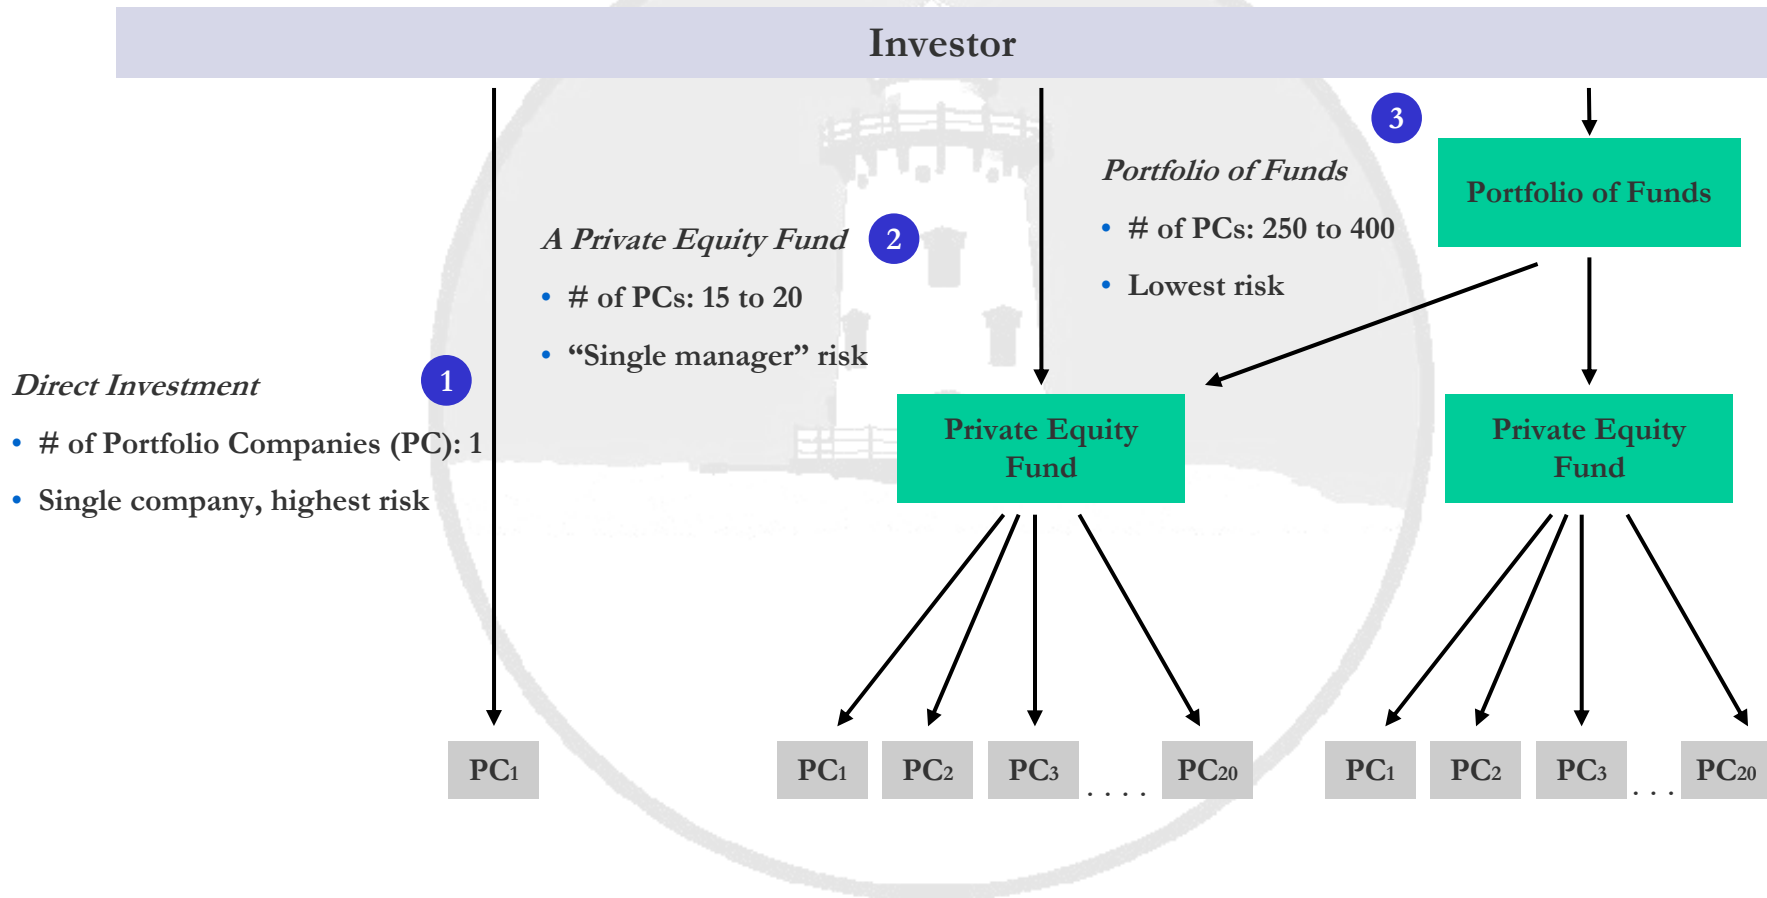 Investor
3
Portfolio of Funds
• # of PCs: 250 to 400
• Lowest risk
Portfolio of Funds
A Private Equity Fund
2
• # of PCs: 15 to 20
• “Single manager” risk
Direct Investment
1
• # of Portfolio Companies (PC): 1
• Single company, highest risk
Private Equity
Fund
Private Equity
Fund
PC1
PC1
PC2
PC3
. . . .
PC20
PC1
PC2
PC3
. . .
PC20